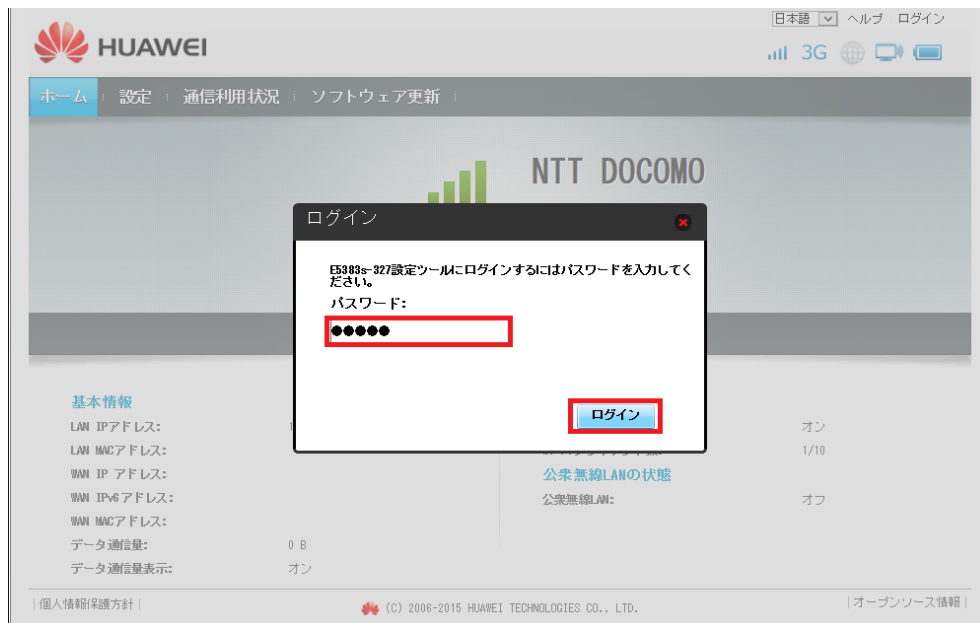 日本語 ヘルプ ログイン
HUAWEI
3G
ホーム 設定 通信利用状況 ソフトウェア更新
NTT DOCOMO
ログイン
E5383s-327設定ツールにログインするにはパスワードを入力してく
ださい。
パスワード:
●●●●●
ログイン
基本情報
LAN IPアドレス:
オン
LAN MACアドレス:
1/10
WAN IP アドレス:
公衆無線LANの状態
WAN IPv6アドレス:
公衆無線LAN: オフ
WAN MACアドレス:
データ通信量: 0 B
データ通信量表示: オン
個人情報保護方針
(C) 2006-2015 HUAWEI TECHNOLOGIES CO., LTD.
オープンソース情報